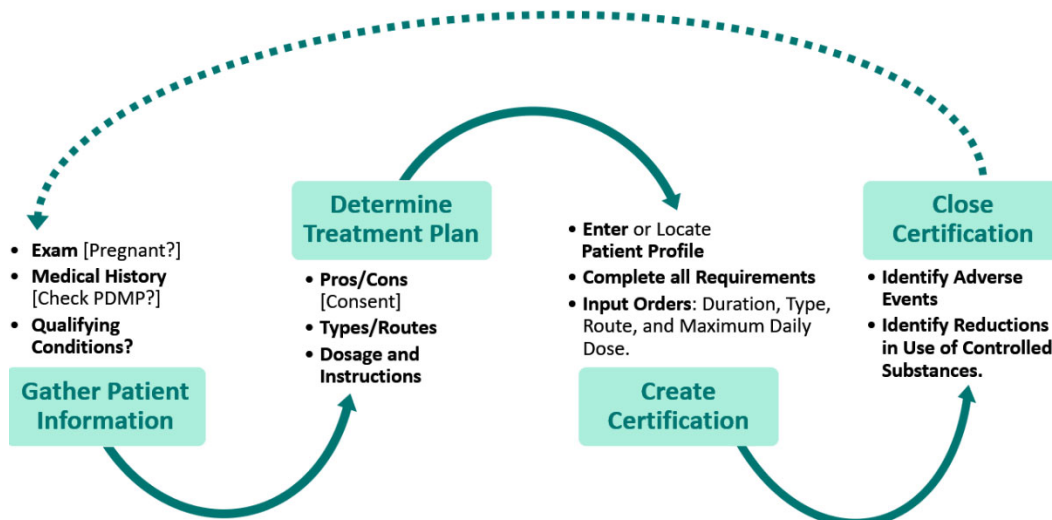 • Exam [Pregnant?]
• Medical History
[Check PDMP?]
• Qualifying
Conditions?
Gather Patient
Information
Determine
Treatment Plan
• Pros/Cons
[Consent]
• Types/Routes
• Dosage and
Instructions
• Enter or Locate
Patient Profile
• Complete all Requirements
• Input Orders: Duration, Type,
Route, and Maximum Daily
Dose.
Create
Certification
Close
Certification
• Identify Adverse
Events
• Identify Reductions
in Use of Controlled
Substances.